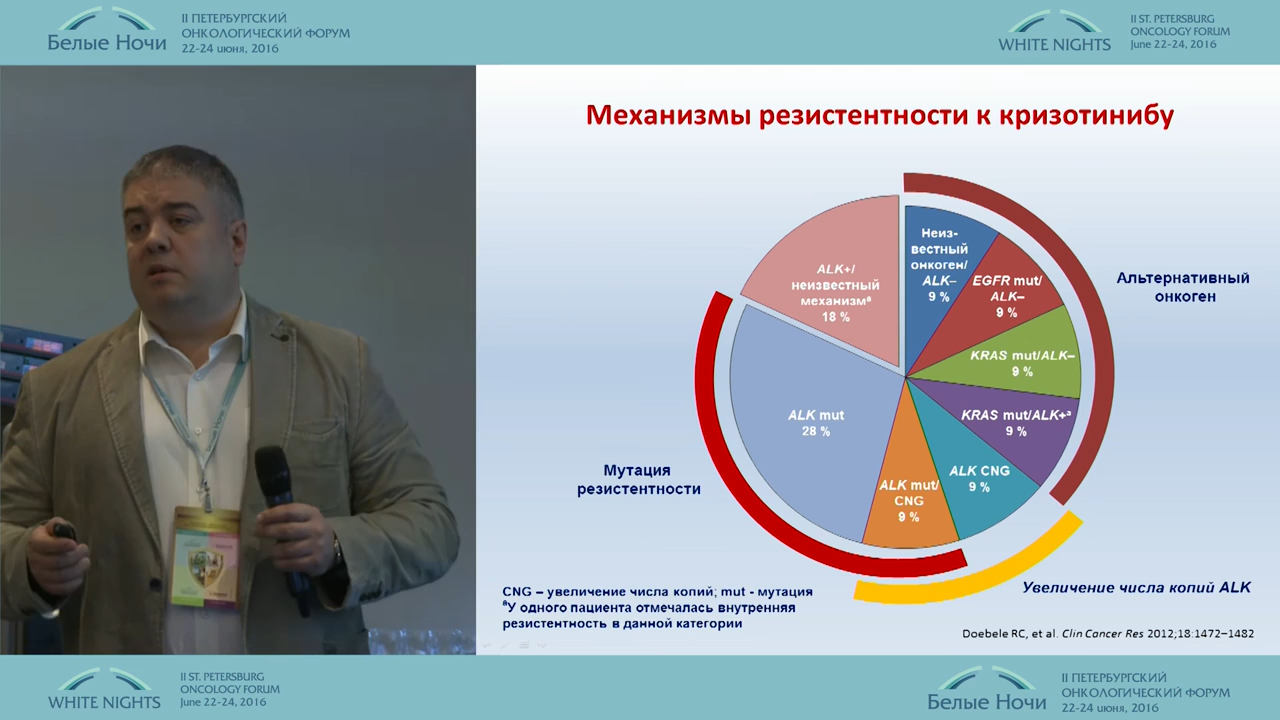 Белые Ночи
II ПЕТЕРБУРГСКИЙ
ОНКОЛОГИЧЕСКИЙ ФОРУМ
22-24 июня, 2016
WHITE NIGHTS
II ST. PETERSBURG
ONCOLOGY FORUM
June 22-24, 2016
Механизмы резистентности к кризотинибу
Неиз-
вестный
онкоген/
ALK–
9 %
EGFR mut/
ALK–
9 %
KRAS mut/ALK–
9 %
KRAS mut/ALK+ª
9 %
ALK CNG
9 %
ALK mut/
CNG
9 %
ALK mut
28 %
ALK+/
неизвестный
механизмª
18 %
Альтернативный
онкоген
Мутация
резистентности
Увеличение числа копий ALK
CNG – увеличение числа копий; mut - мутация
ªУ одного пациента отмечалась внутренняя
резистентность в данной категории
Doebele RC, et al. Clin Cancer Res 2012;18:1472–1482
WHITE NIGHTS
II ST. PETERSBURG
ONCOLOGY FORUM
June 22-24, 2016
Белые Ночи
II ПЕТЕРБУРГСКИЙ
ОНКОЛОГИЧЕСКИЙ ФОРУМ
22-24 июня, 2016